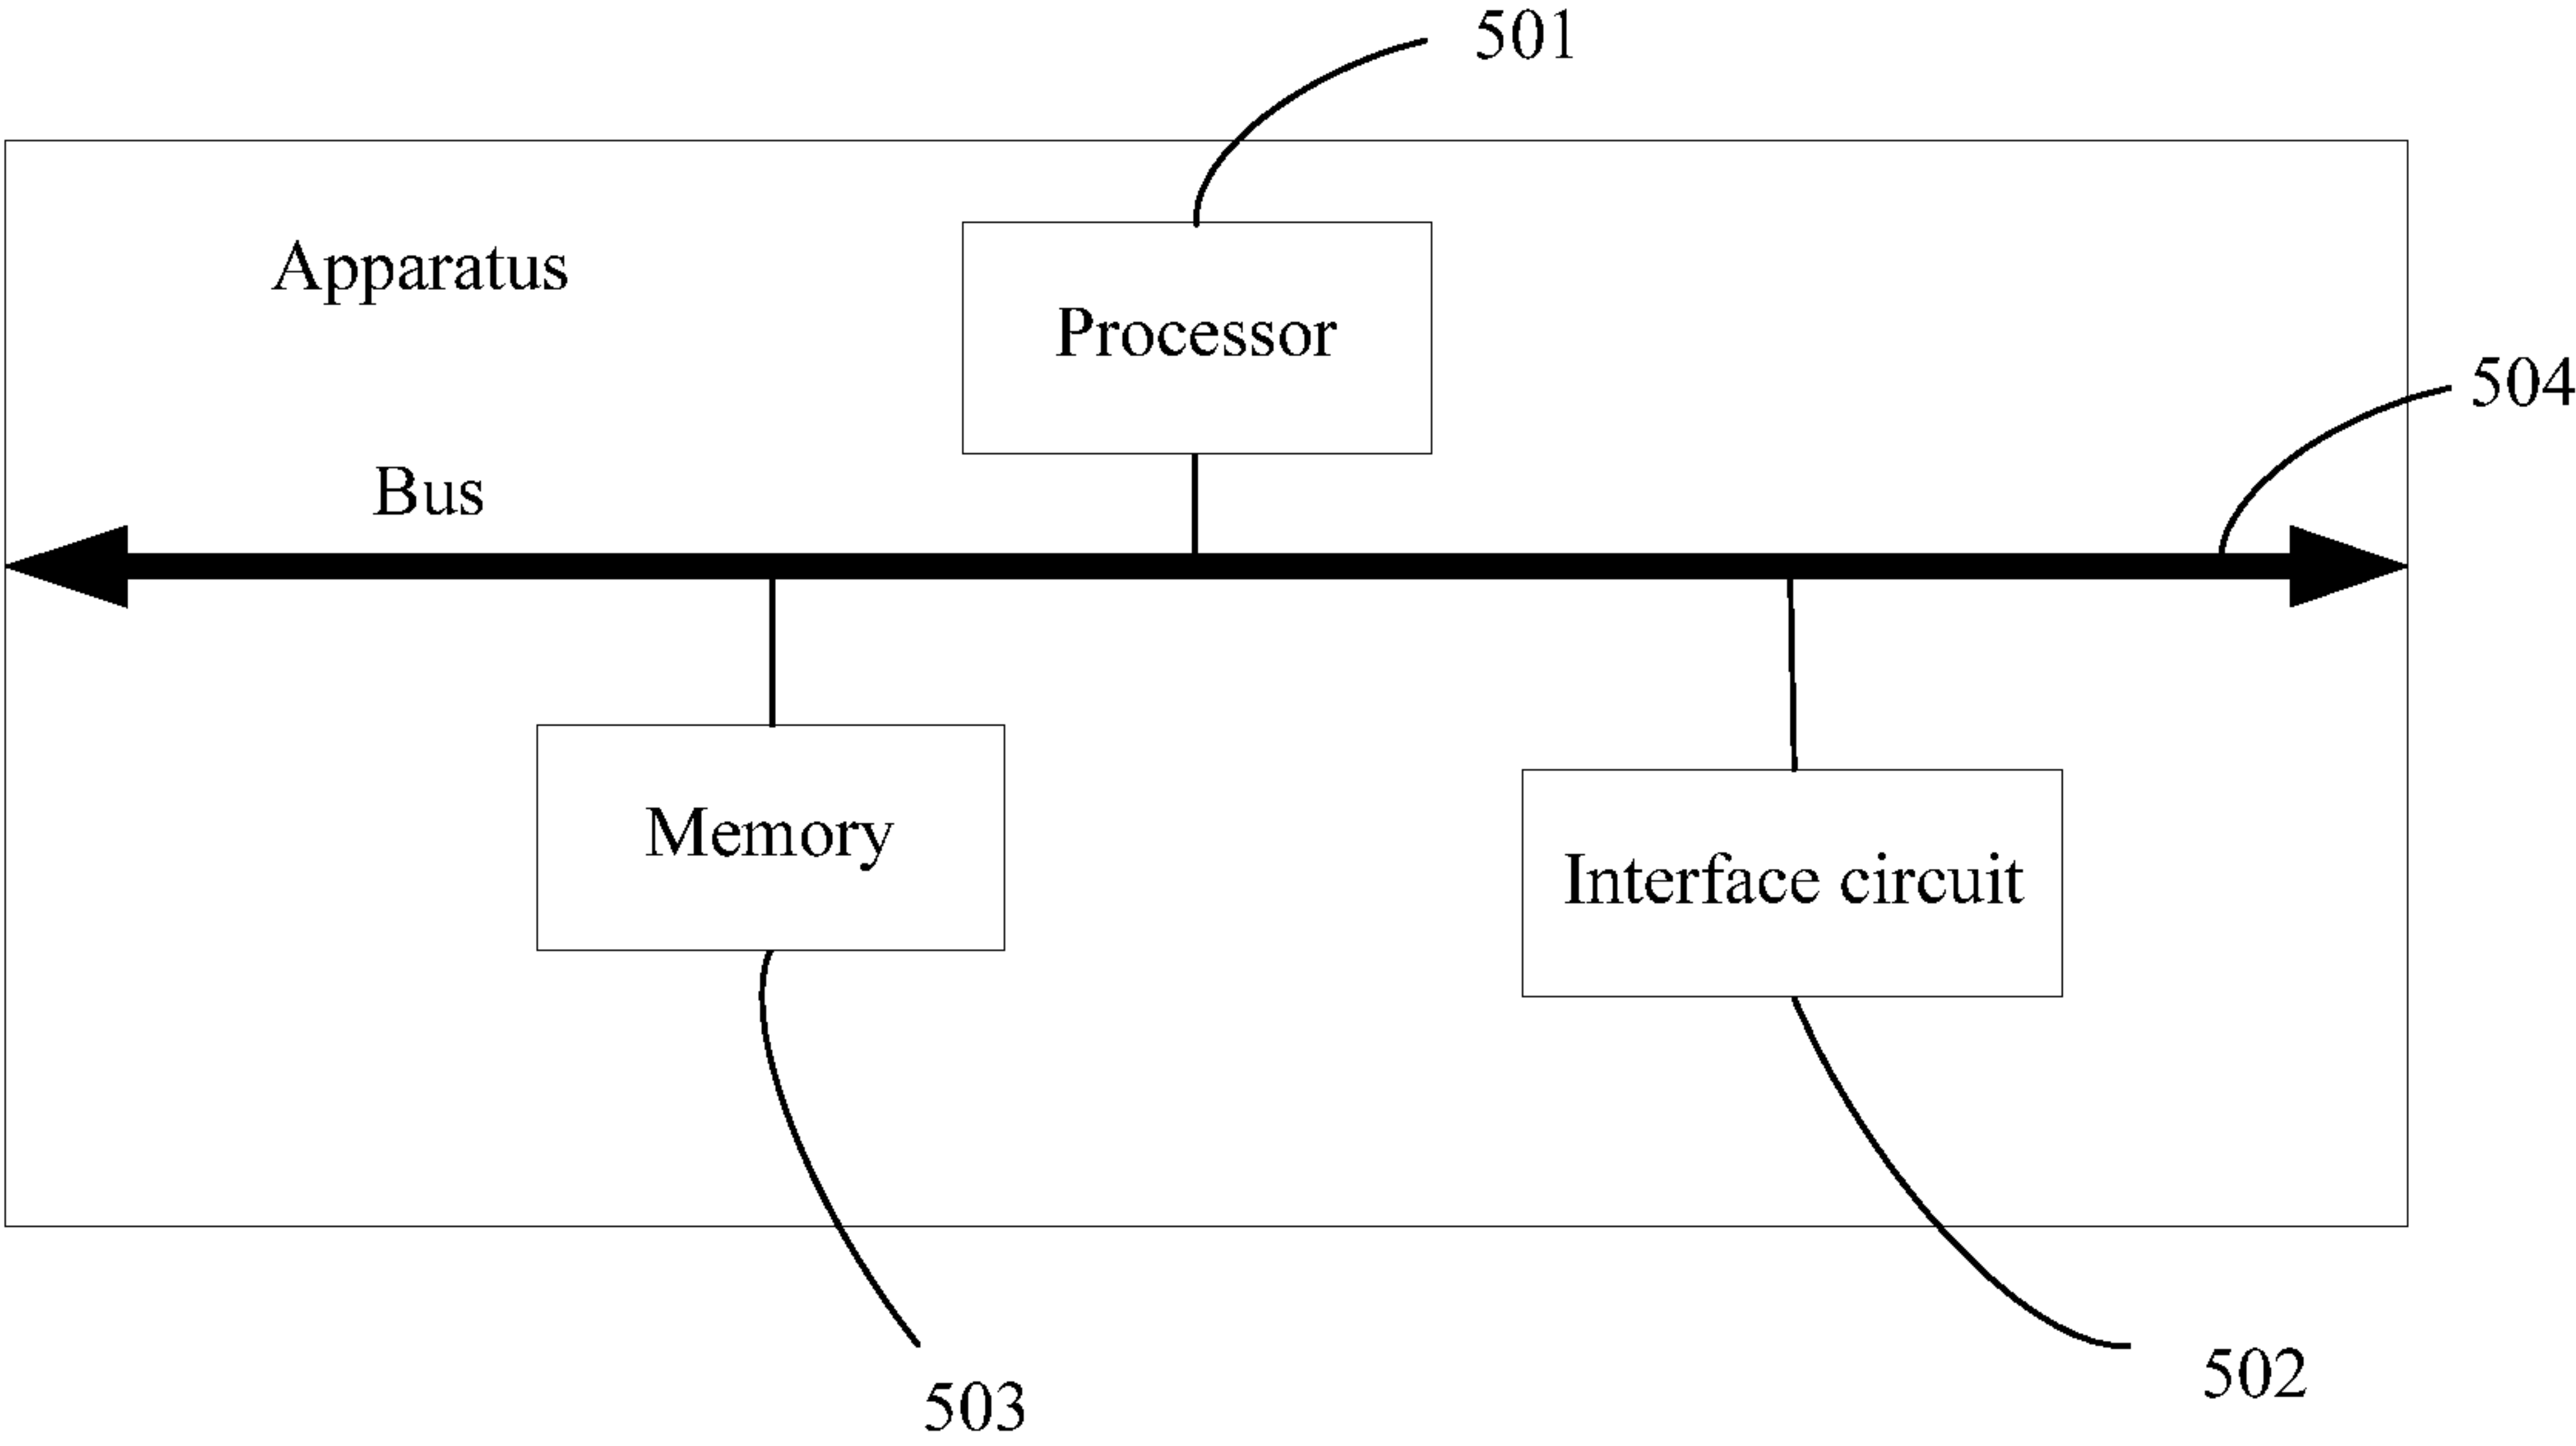 501
Apparatus
Processor
504
Bus
Memory
Interface circuit
502
503